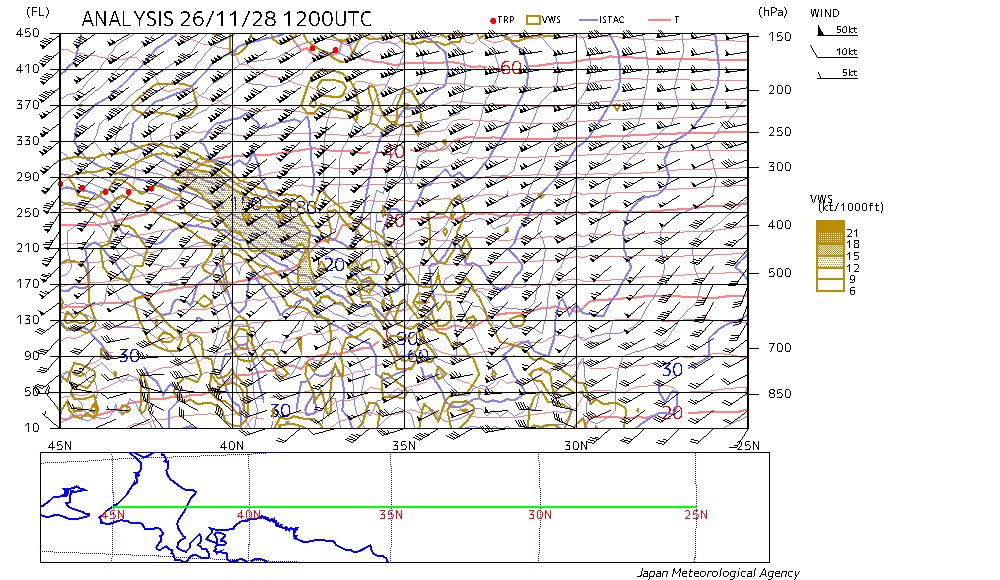 (FL) ANALYSIS 26/11/28 1200UTC TRP VWS ISTAC T (hPa) WIND
450 150 50kt
10kt
410 -60 5kt
370 200
330 250
-40
290 300
VWS
(kt/1000ft)
250 400
-20
21
210 18
15
20 500 12
170 9
6
130
30 700
90 30 60
30
50 850
30 20
10
45N 40N 35N 30N 25N
45N 40N 35N 30N 25N
Japan Meteorological Agency